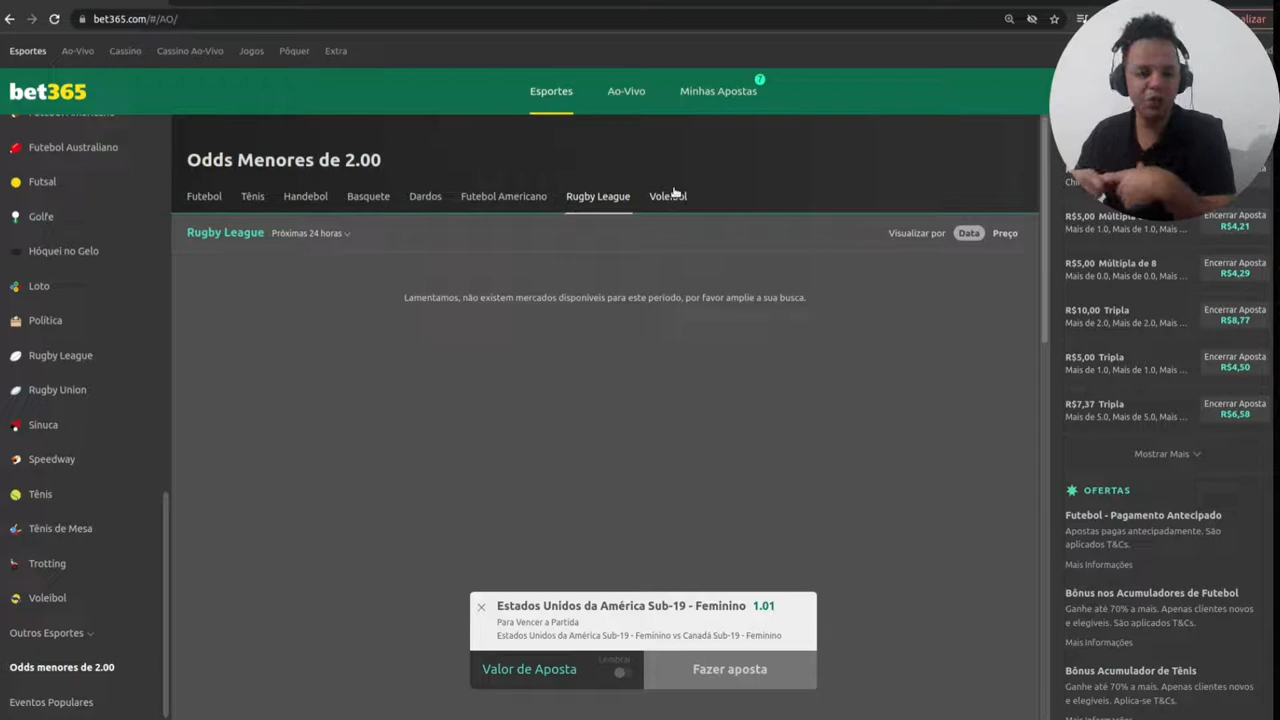 bet365.com/#/AO/
alizar
Esportes Ao-Vivo Cassino Cassino Ao-Vivo Jogos Pôquer Extra
bet365
Esportes Ao-Vivo Minhas Apostas 7
Futebol Australiano
Futsal
Golfe
Hóquei no Gelo
Loto
Política
Rugby League
Rugby Union
Sinuca
Speedway
Tênis
Tênis de Mesa
Trotting
Voleibol
Outros Esportes
Odds menores de 2.00
Eventos Populares
Odds Menores de 2.00
Futebol Tênis Handebol Basquete Dardos Futebol Americano Rugby League Voleibol
Rugby League Próximas 24 horas
Visualizar por Data Preço
Lamentamos, não existem mercados disponíveis para este período, por favor amplie a sua busca.
Estados Unidos da América Sub-19 - Feminino 1.01
Para Vencer a Partida
Estados Unidos da América Sub-19 - Feminino vs Canadá Sub-19 - Feminino
Valor de Aposta Lembrar Fazer aposta
R$5,00 Múltipla Encerrar Aposta
Mais de 1.0, Mais de 1.0, Mais ... R$4,21
R$5,00 Múltipla de 8 Encerrar Aposta
Mais de 0.0, Mais de 0.0, Mais ... R$4,29
R$10,00 Tripla Encerrar Aposta
Mais de 2.0, Mais de 2.0, Mais ... R$8,77
R$5,00 Tripla Encerrar Aposta
Mais de 1.0, Mais de 1.0, Mais ... R$4,50
R$7,37 Tripla Encerrar Aposta
Mais de 5.0, Mais de 5.0, Mais ... R$6,58
Mostrar Mais
OFERTAS
Futebol - Pagamento Antecipado
Apostas pagas antecipadamente. São
aplicados T&Cs.
Mais Informações
Bônus nos Acumuladores de Futebol
Ganhe até 70% a mais. Apenas clientes novos
e elegíveis. São aplicados T&Cs.
Mais Informações
Bônus Acumulador de Tênis
Ganhe até 70% a mais. Apenas clientes novos
e elegíveis. Aplica-se T&Cs.
Mais Informações